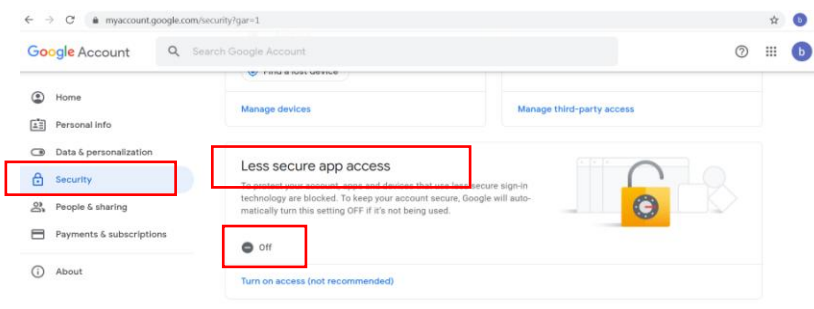 myaccount.google.com/security?gar=1
b
Google Account
Search Google Account
b
Find a lost device
Home
Manage devices
Manage third-party access
Personal info
Data & personalization
Less secure app access
Security
To protect your account, apps and devices that use less secure sign-in
technology are blocked. To keep your account secure, Google will auto-
matically turn this setting OFF if it's not being used.
People & sharing
Payments & subscriptions
Off
About
Turn on access (not recommended)